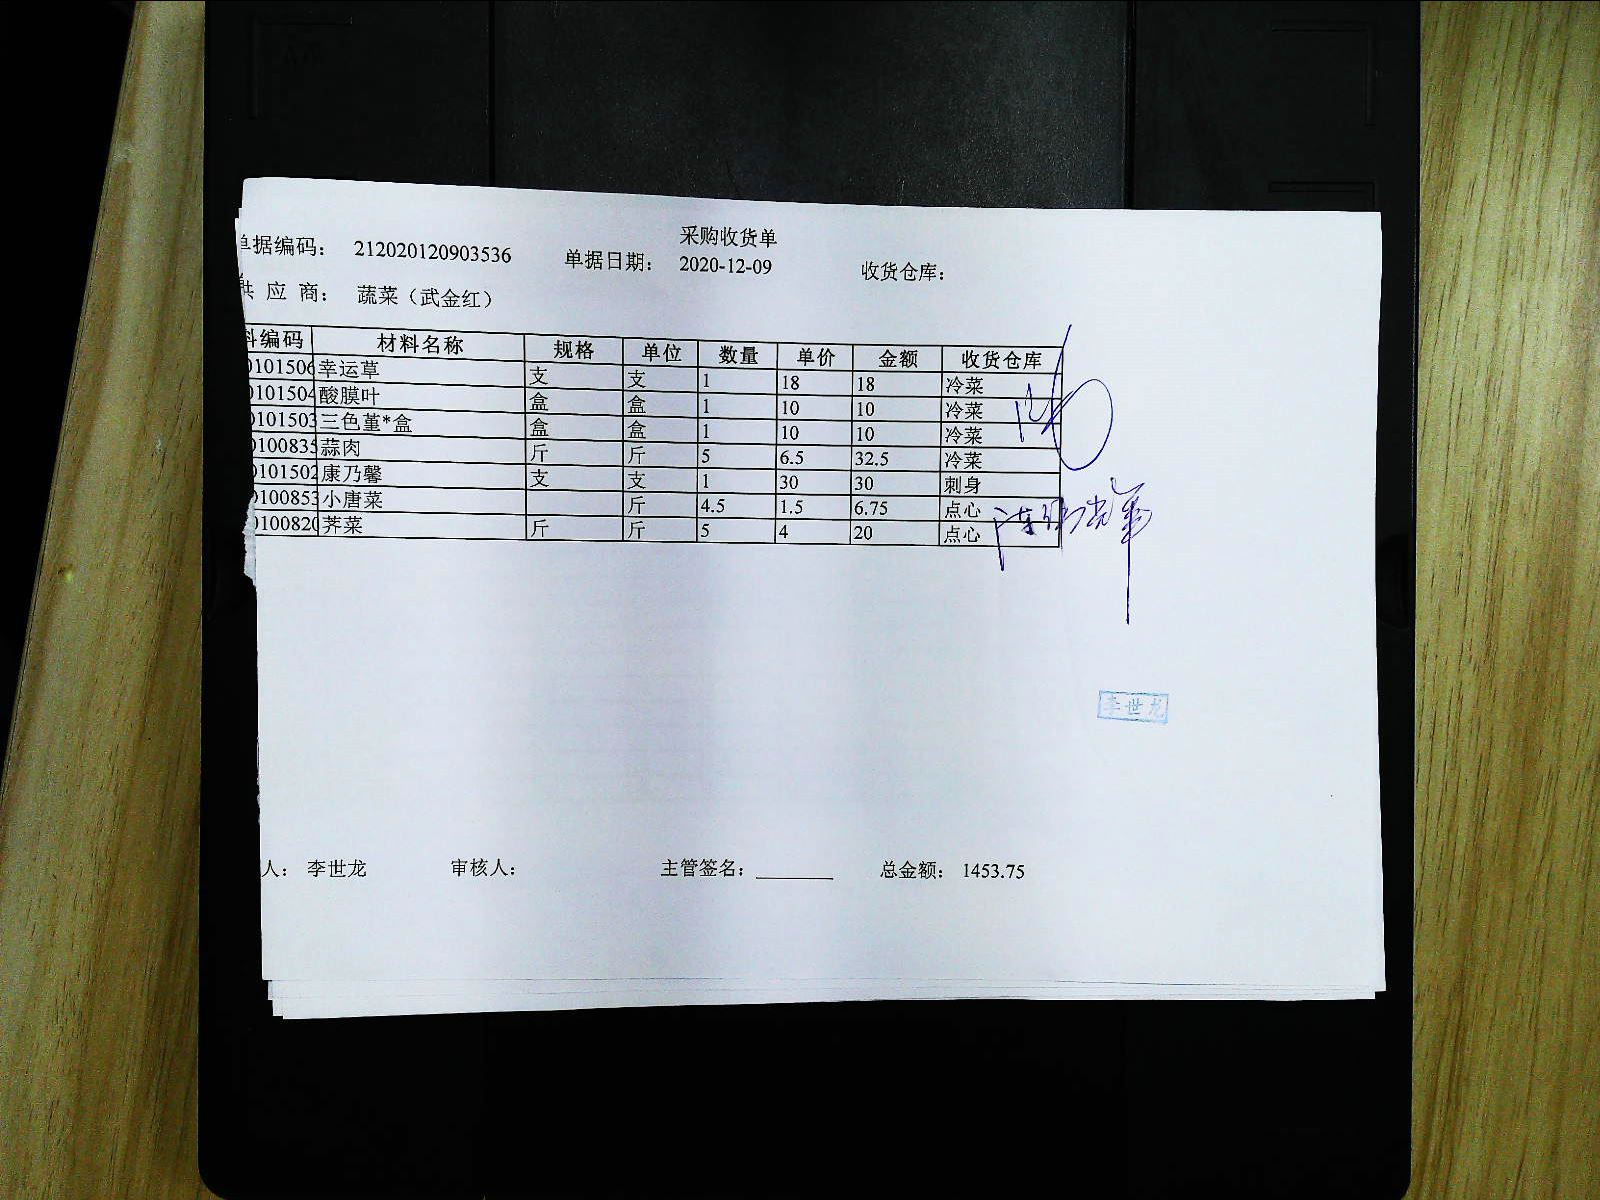 采购收货单
单据编码： 212020120903536 单据日期： 2020-12-09 收货仓库：
供 应 商： 蔬菜（武金红）
料编码 材料名称 规格 单位 数量 单价 金额 收货仓库
0101506 幸运草 支 支 1 18 18 冷菜
0101504 酸膜叶 盒 盒 1 10 10 冷菜
0101503 三色堇*盒 盒 盒 1 10 10 冷菜
0100835 蒜肉 斤 斤 5 6.5 32.5 冷菜
0101502 康乃馨 支 支 1 30 30 刺身
0100853 小唐菜 斤 4.5 1.5 6.75 点心
0100820 荠菜 斤 斤 5 4 20 点心
李世龙
人： 李世龙 审核人： 主管签名： 总金额： 1453.75